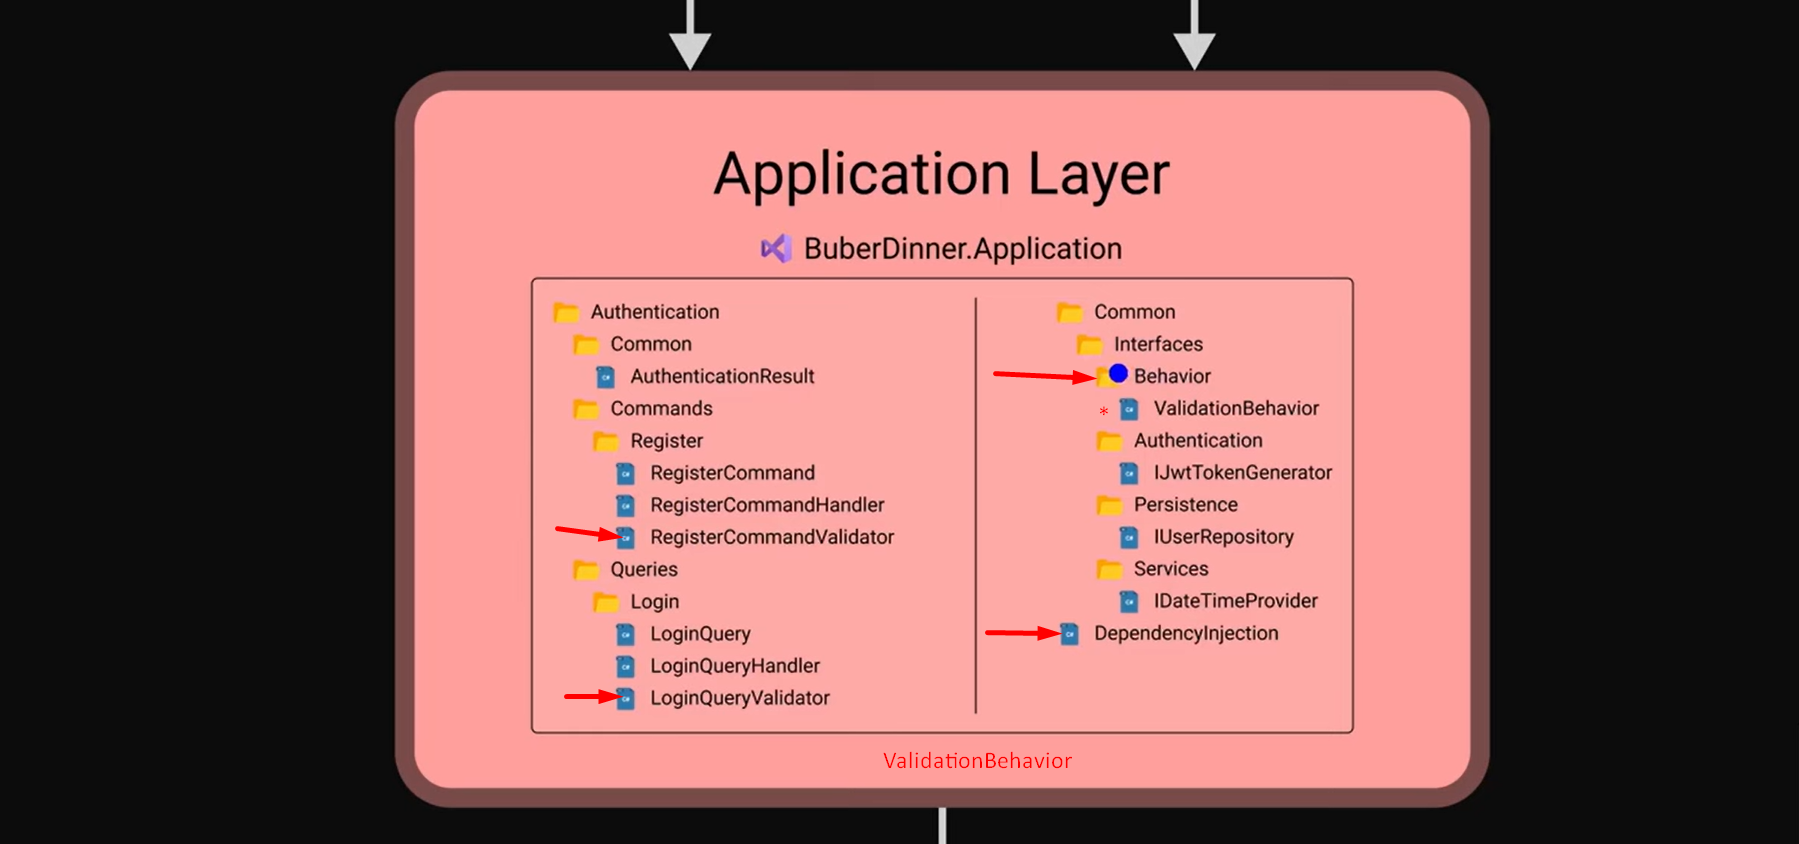 Application Layer
BuberDinner.Application
Authentication
Common
AuthenticationResult
Commands
Register
RegisterCommand
RegisterCommandHandler
RegisterCommandValidator
Queries
Login
LoginQuery
LoginQueryHandler
LoginQueryValidator
Common
Interfaces
Behavior
* ValidationBehavior
Authentication
IJwtTokenGenerator
Persistence
IUserRepository
Services
IDateTimeProvider
DependencyInjection
ValidationBehavior